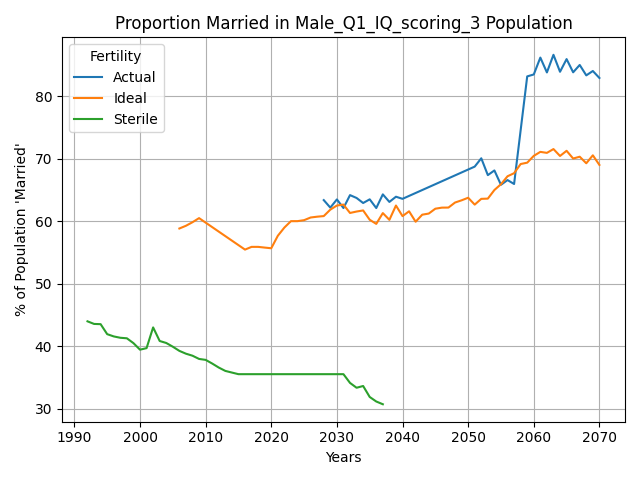 Proportion Married in Male_Q1_IQ_scoring_3 Population
Fertility
Actual
Ideal
Sterile
% of Population 'Married'
80
70
60
50
40
30
1990 2000 2010 2020 2030 2040 2050 2060 2070
Years